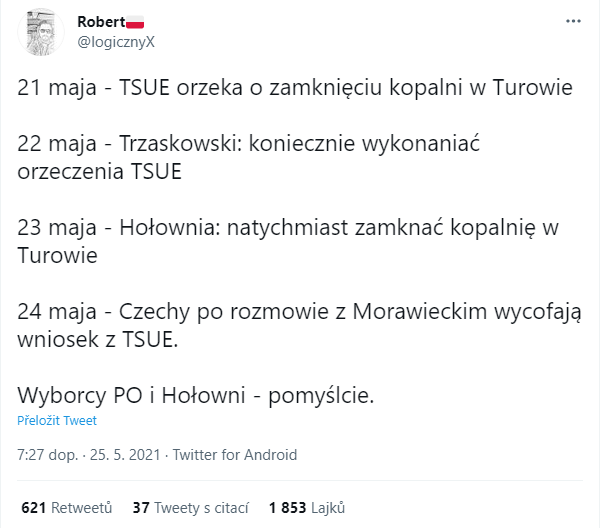 Robert🇵🇱
@logicznyX
21 maja - TSUE orzeka o zamknięciu kopalni w Turowie
22 maja - Trzaskowski: koniecznie wykonaniać
orzeczenia TSUE
23 maja - Hołownia: natychmiast zamknać kopalnię w
Turowie
24 maja - Czechy po rozmowie z Morawieckim wycofają
wniosek z TSUE.
Wyborcy PO i Hołowni - pomyślcie.
Přeložit Tweet
7:27 dop. · 25. 5. 2021 · Twitter for Android
621 Retweetů 37 Tweety s citací 1 853 Lajků